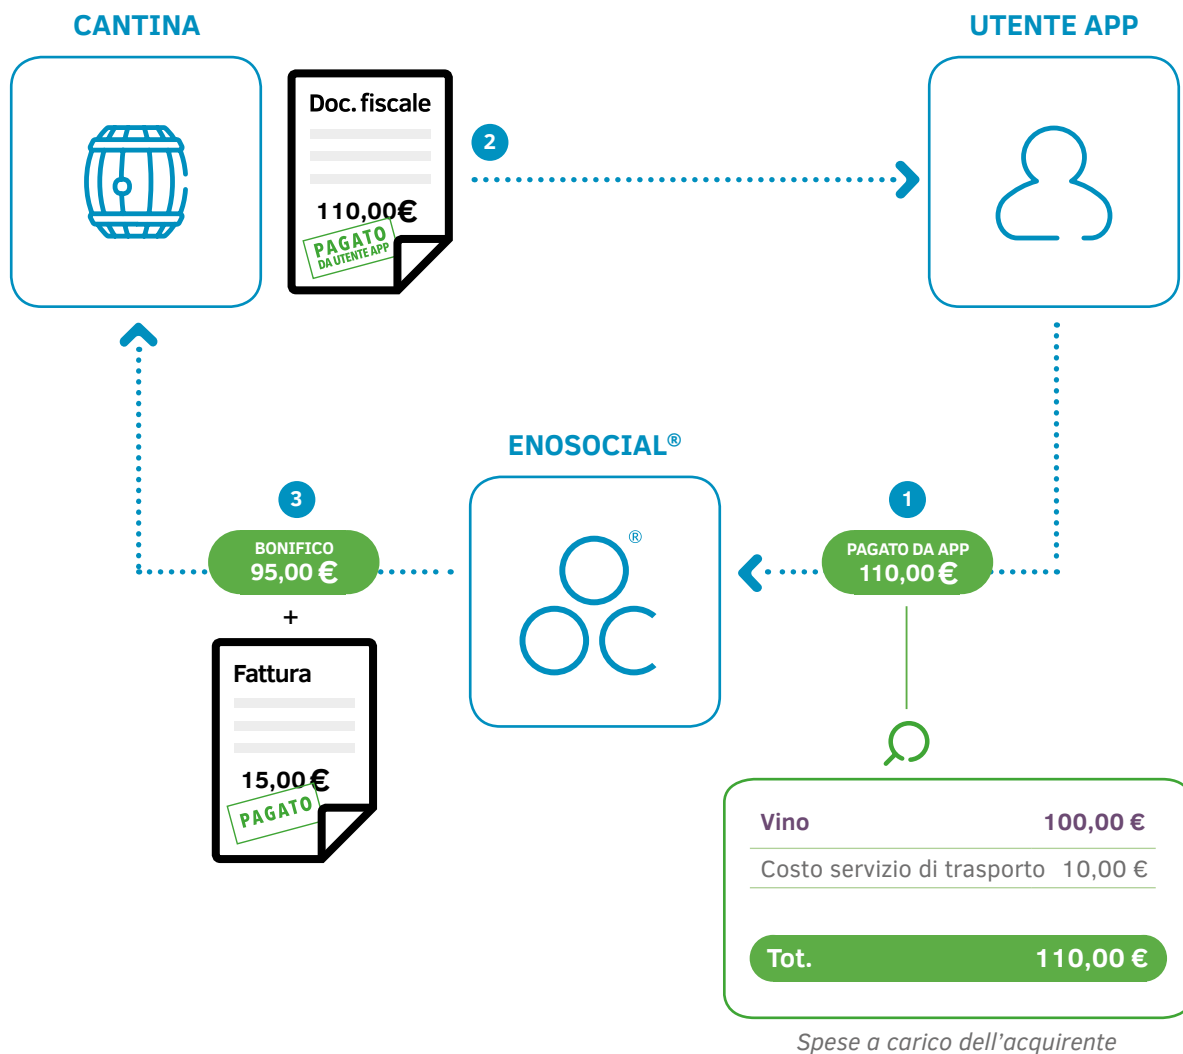 CANTINA
UTENTE APP
Doc. fiscale
110,00€
PAGATO
DA UTENTE APP
2
ENOSOCIAL®
3
BONIFICO
95,00 €
+
Fattura
15,00 €
PAGATO
®
1
PAGATO DA APP
110,00 €
Vino 100,00 €
Costo servizio di trasporto 10,00 €
Tot. 110,00 €
Spese a carico dell'acquirente